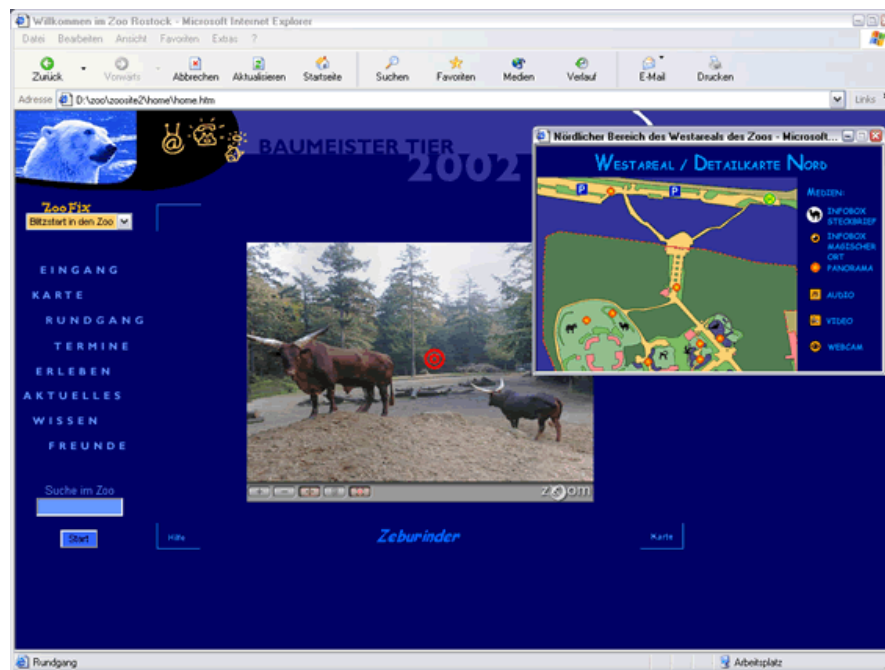 Willkommen im Zoo Rostock - Microsoft Internet Explorer
Datei Bearbeiten Ansicht Favoriten Extras ?
Zurück Vorwärts Abbrechen Aktualisieren Startseite Suchen Favoriten Medien Verlauf E-Mail Drucken
Adresse D:\zoo\zoosite2\home\home.htm Links
BAUMEISTER TIER
2002
Nördlicher Bereich des Westareals des Zoos - Microsoft...
WESTAREAL / DETAILKARTE NORD
P P
MEDIEN:
INFOBOX
STECKBRIEF
INFOBOX
MAGISCHER
ORT
PANORAMA
AUDIO
VIDEO
WEBCAM
ZooFix
Blitzstart in den Zoo
EINGANG
KARTE
RUNDGANG
TERMINE
ERLEBEN
AKTUELLES
WISSEN
FREUNDE
zoom
Suche im Zoo
Start
Hilfe
Zeburinder
Karte
Rundgang
Arbeitsplatz